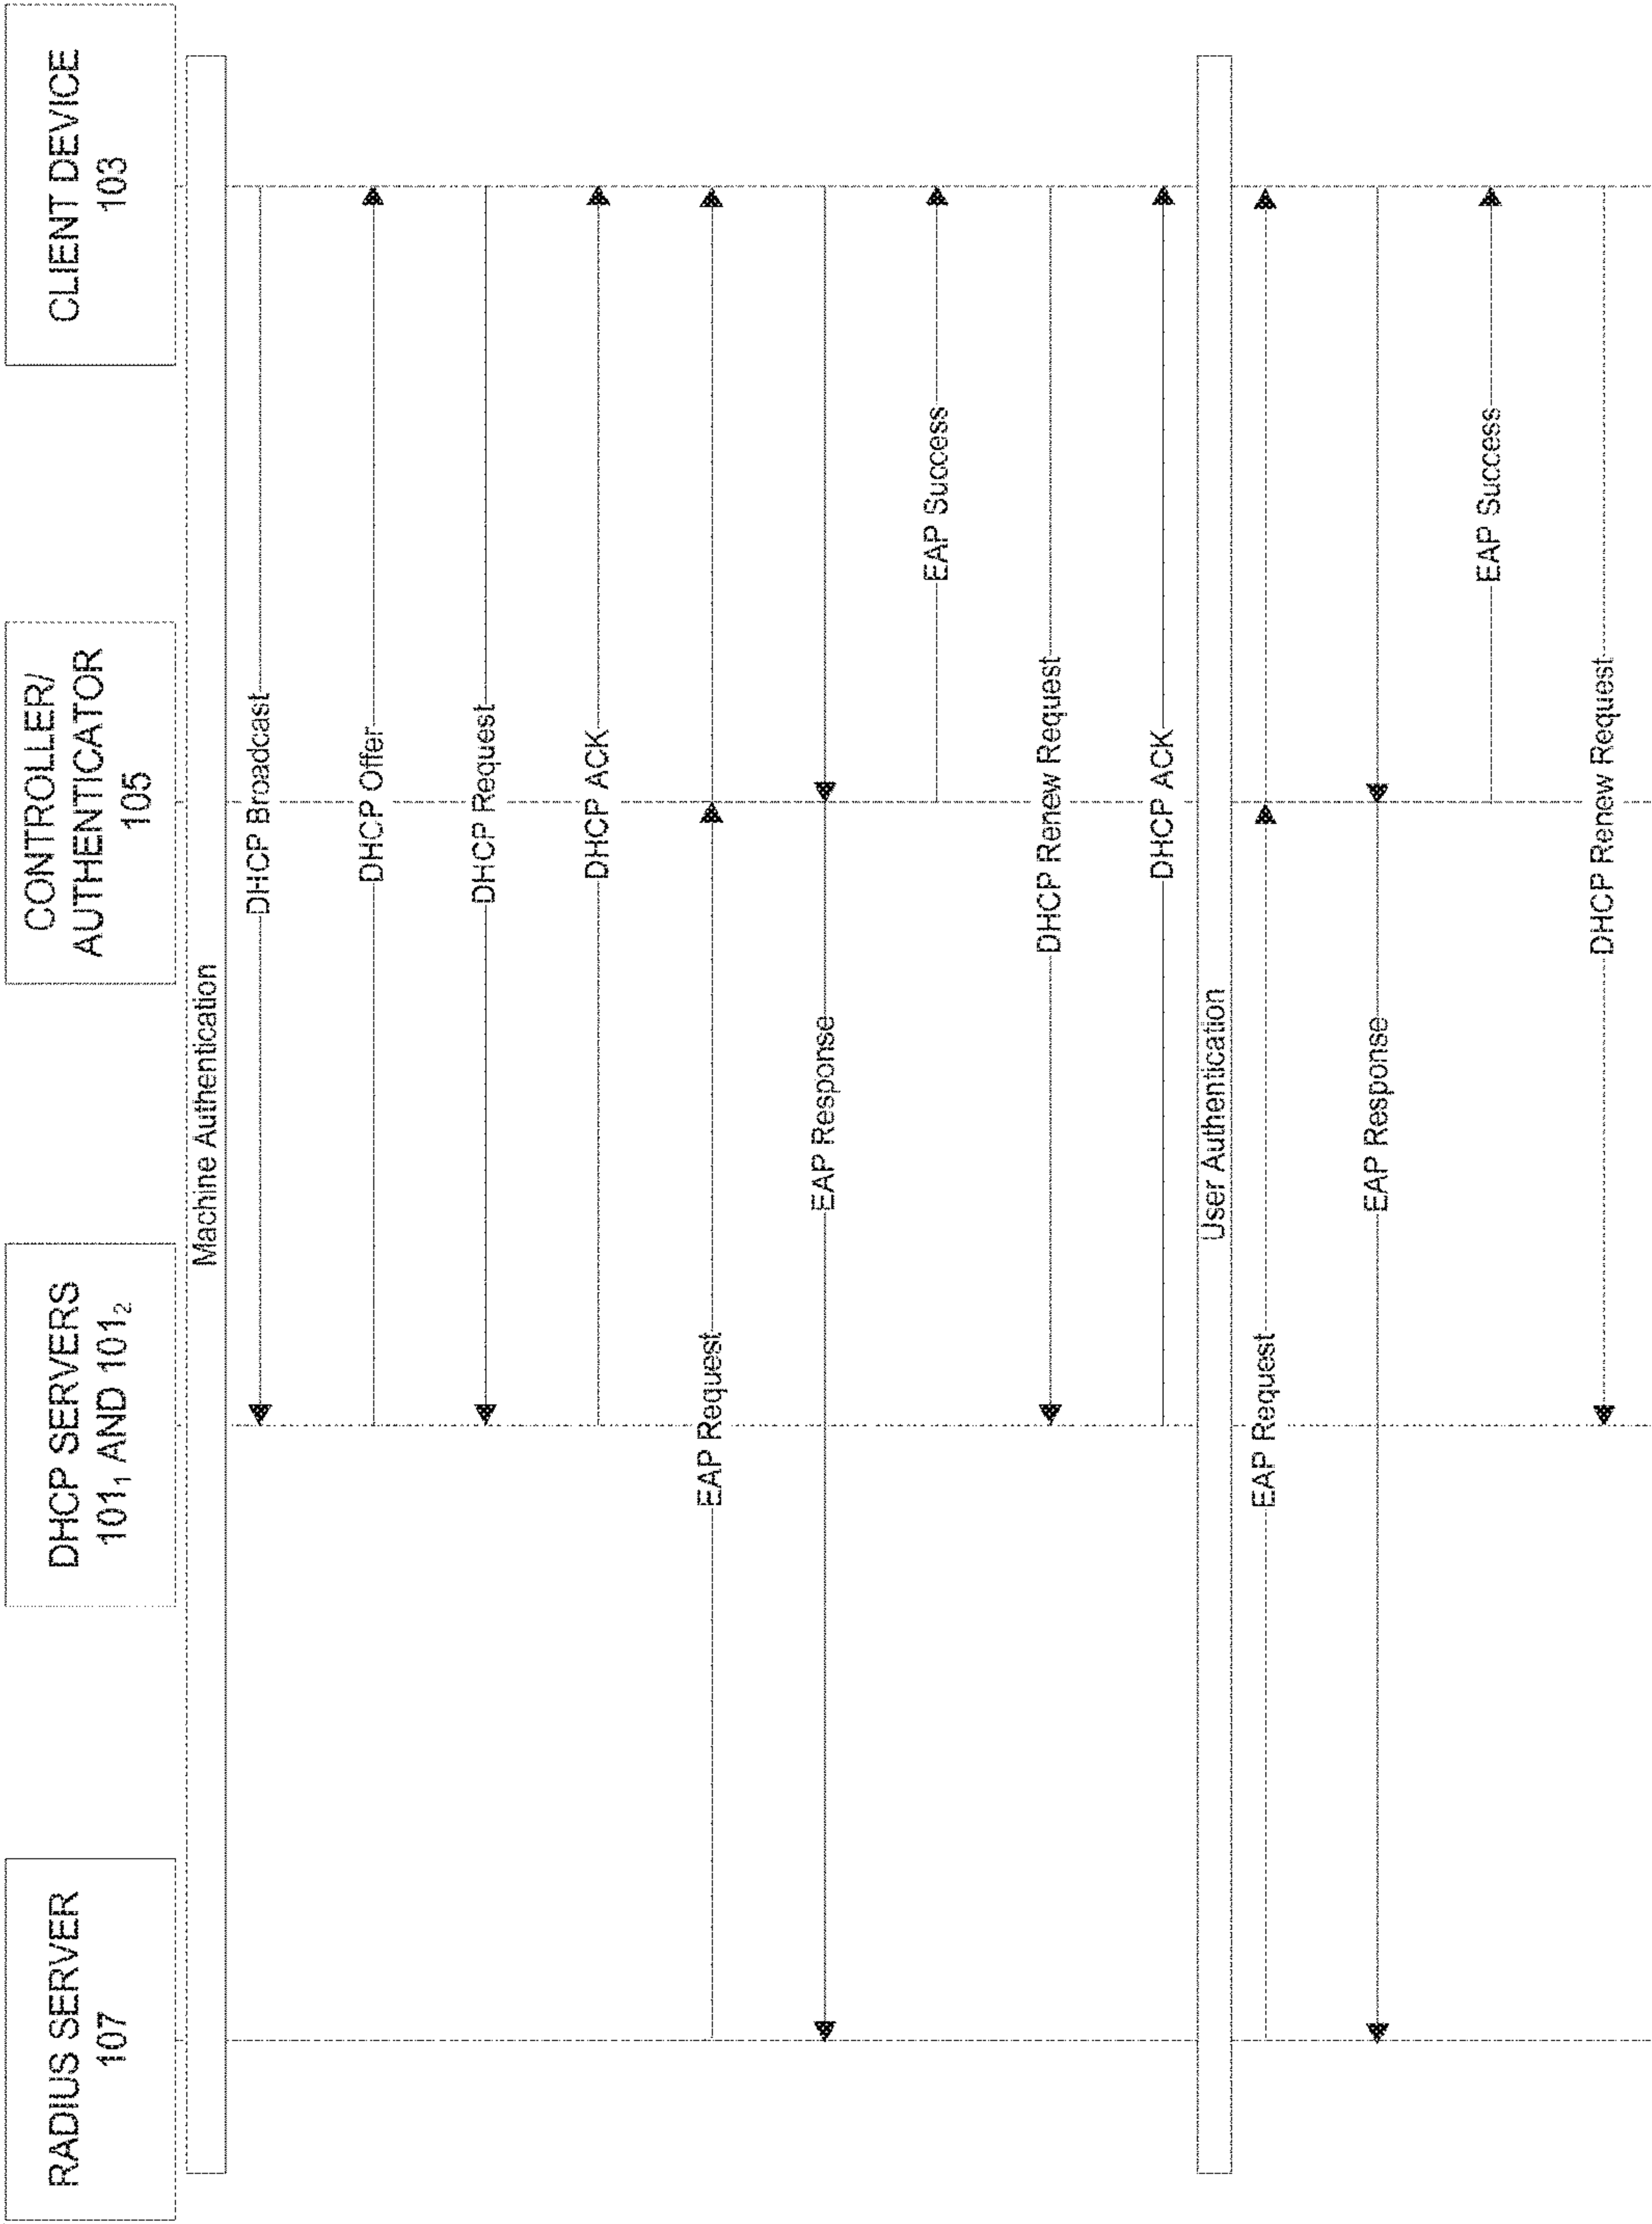 RADIUS SERVER
107
DHCP SERVERS
101₁ AND 101₂
CONTROLLER/
AUTHENTICATOR
105
CLIENT DEVICE
103
Machine Authentication
DHCP Broadcast
DHCP Offer
DHCP Request
DHCP ACK
EAP Request
EAP Response
EAP Success
DHCP Renew Request
DHCP ACK
User Authentication
EAP Request
EAP Response
EAP Success
DHCP Renew Request